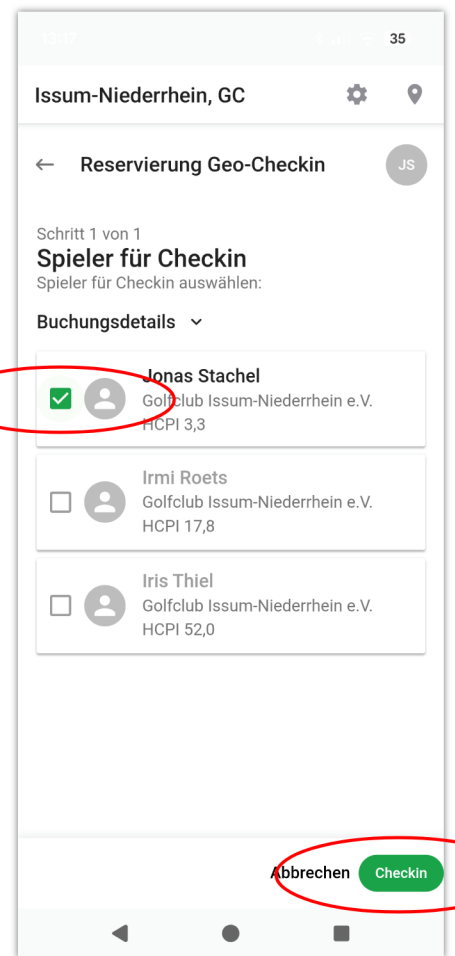 13:17
35
Issum-Niederrhein, GC
Reservierung Geo-Checkin
JS
Schritt 1 von 1
Spieler für Checkin
Spieler für Checkin auswählen:
Buchungsdetails
Jonas Stachel
Golfclub Issum-Niederrhein e.V.
HCPI 3,3
Irmi Roets
Golfclub Issum-Niederrhein e.V.
HCPI 17,8
Iris Thiel
Golfclub Issum-Niederrhein e.V.
HCPI 52,0
Abbrechen
Checkin